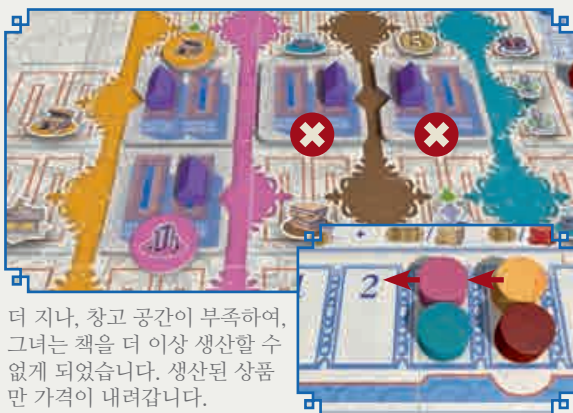 2
더 지나, 창고 공간이 부족하여,
그녀는 책을 더 이상 생산할 수
없게 되었습니다. 생산된 상품
만 가격이 내려갑니다.